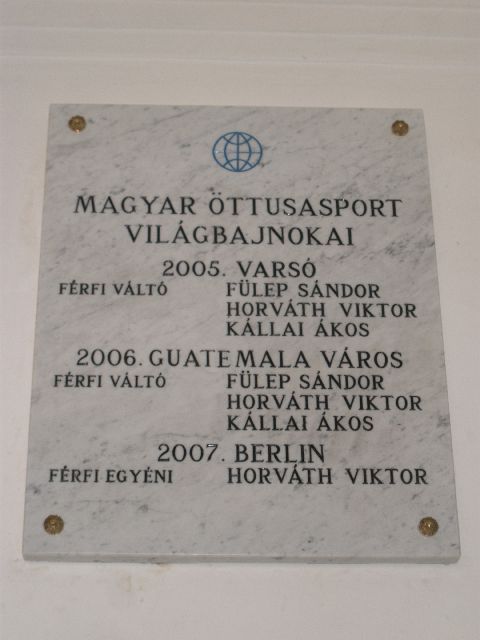 MAGYAR ÖTTUSASPORT
VILÁGBAJNOKAI
2005. VARSÓ
FÉRFI VÁLTÓ FÜLEP SÁNDOR
HORVÁTH VIKTOR
KÁLLAI ÁKOS
2006. GUATEMALA VÁROS
FÉRFI VÁLTÓ FÜLEP SÁNDOR
HORVÁTH VIKTOR
KÁLLAI ÁKOS
2007. BERLIN
FÉRFI EGYÉNI HORVÁTH VIKTOR